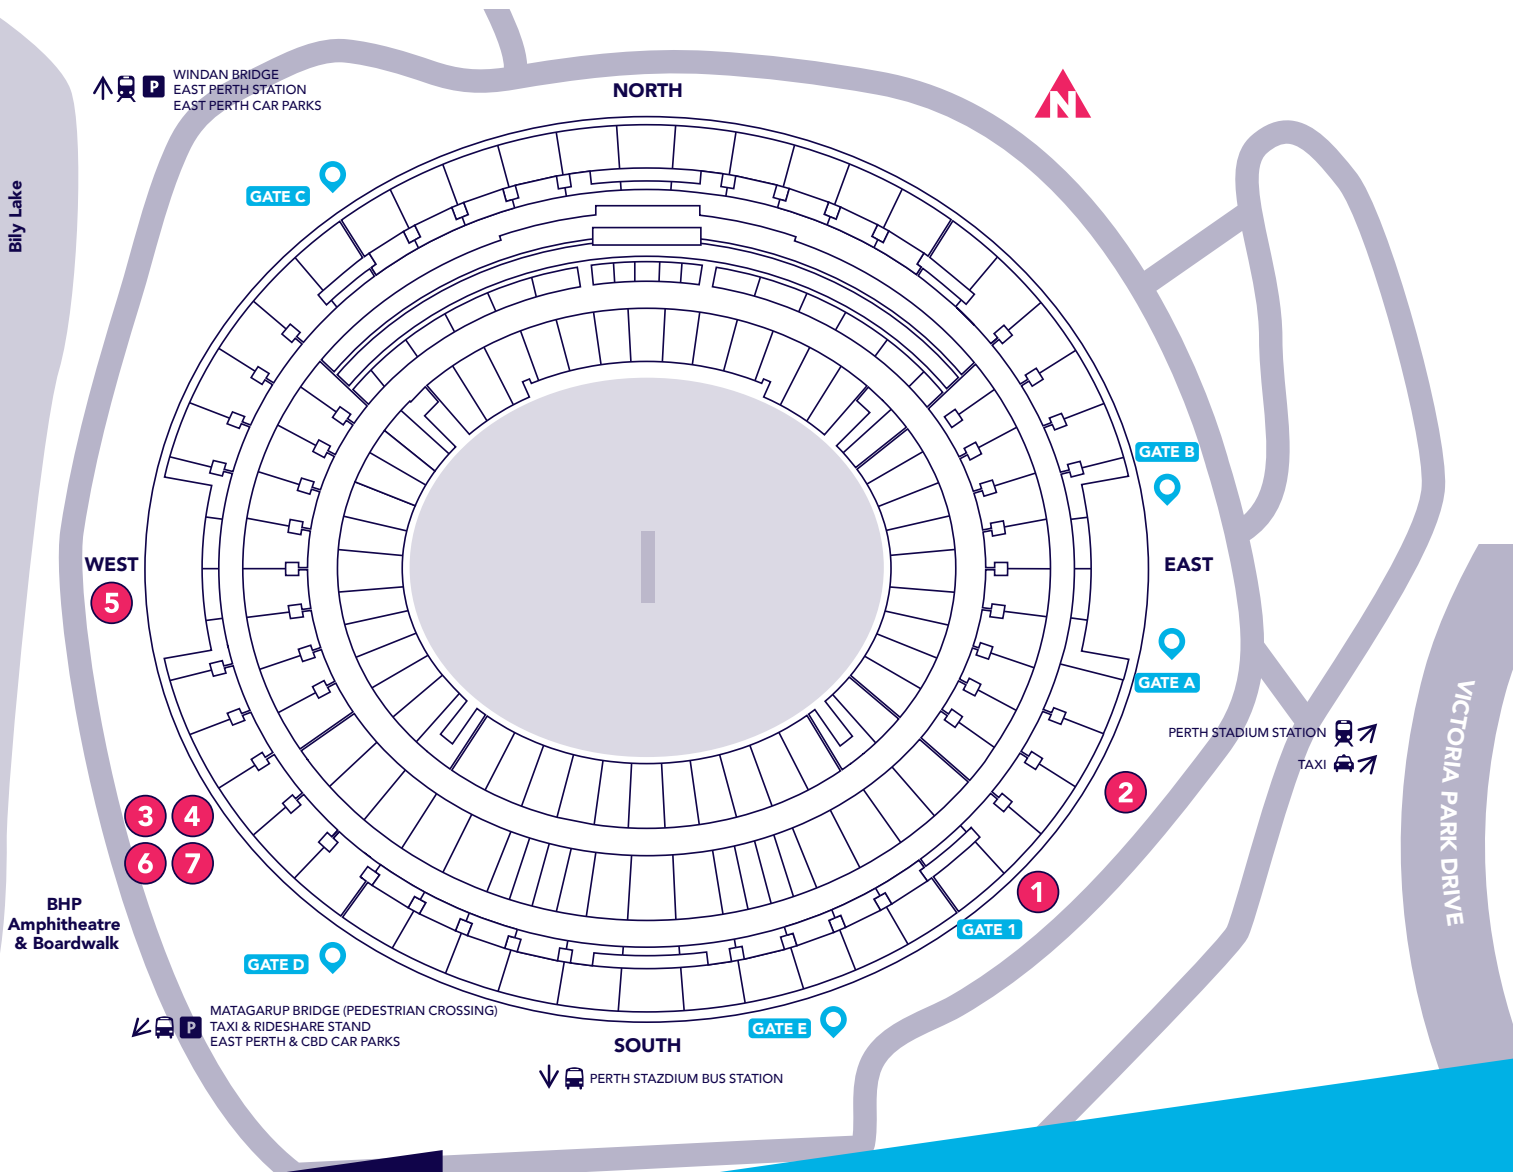 WINDAN BRIDGE
EAST PERTH STATION
EAST PERTH CAR PARKS
P
NORTH
N
Bily Lake
GATE C
GATE B
WEST
EAST
5
GATE A
PERTH STADIUM STATION
TAXI
VICTORIA PARK DRIVE
2
3 4
6 7
1
BHP
Amphitheatre
& Boardwalk
GATE 1
GATE D
MATAGARUP BRIDGE (PEDESTRIAN CROSSING)
P
TAXI & RIDESHARE STAND
EAST PERTH & CBD CAR PARKS
GATE E
SOUTH
PERTH STAZDIUM BUS STATION